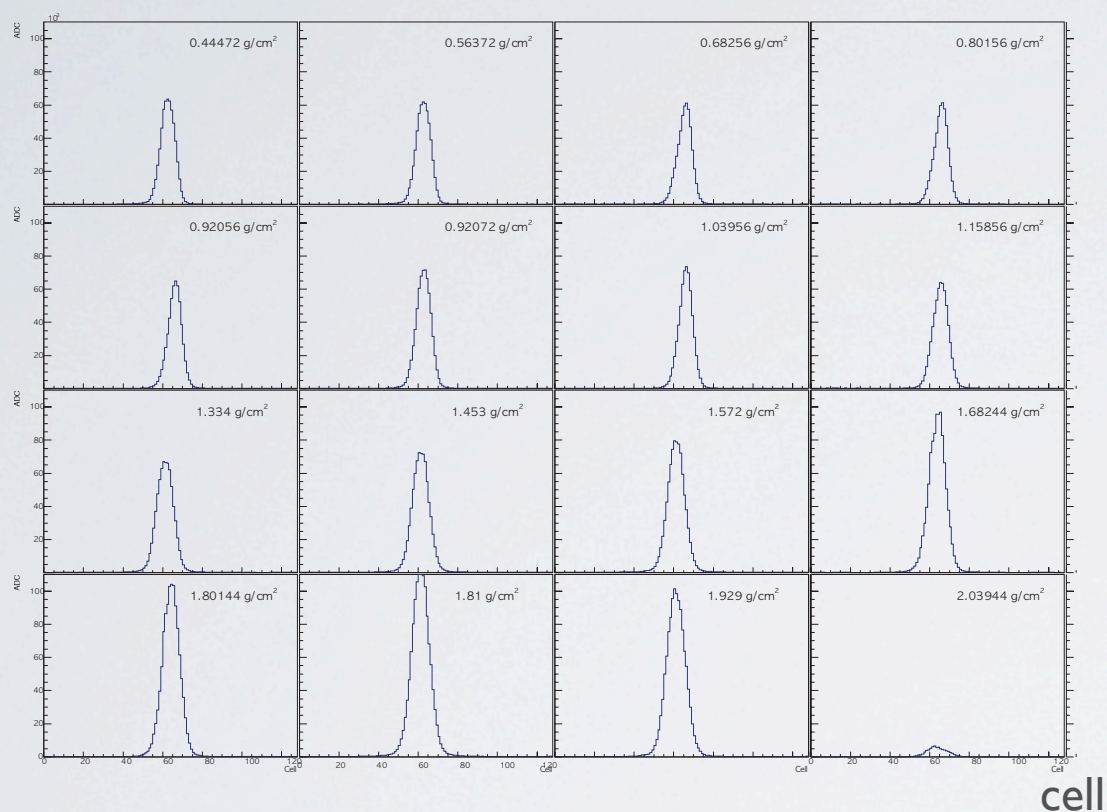 10³
ADC
100
80
60
40
20
0.44472 g/cm²
0.56372 g/cm²
0.68256 g/cm²
0.80156 g/cm²
ADC
100
80
60
40
20
0.92056 g/cm²
0.92072 g/cm²
1.03956 g/cm²
1.15856 g/cm²
ADC
100
80
60
40
20
1.334 g/cm²
1.453 g/cm²
1.572 g/cm²
1.68244 g/cm²
ADC
100
80
60
40
20
0
1.80144 g/cm²
1.81 g/cm²
1.929 g/cm²
2.03944 g/cm²
0 20 40 60 80 100 120
20 40 60 80 100 120
20 40 60 80 100 120
Cell Cell Cell Cell
cell